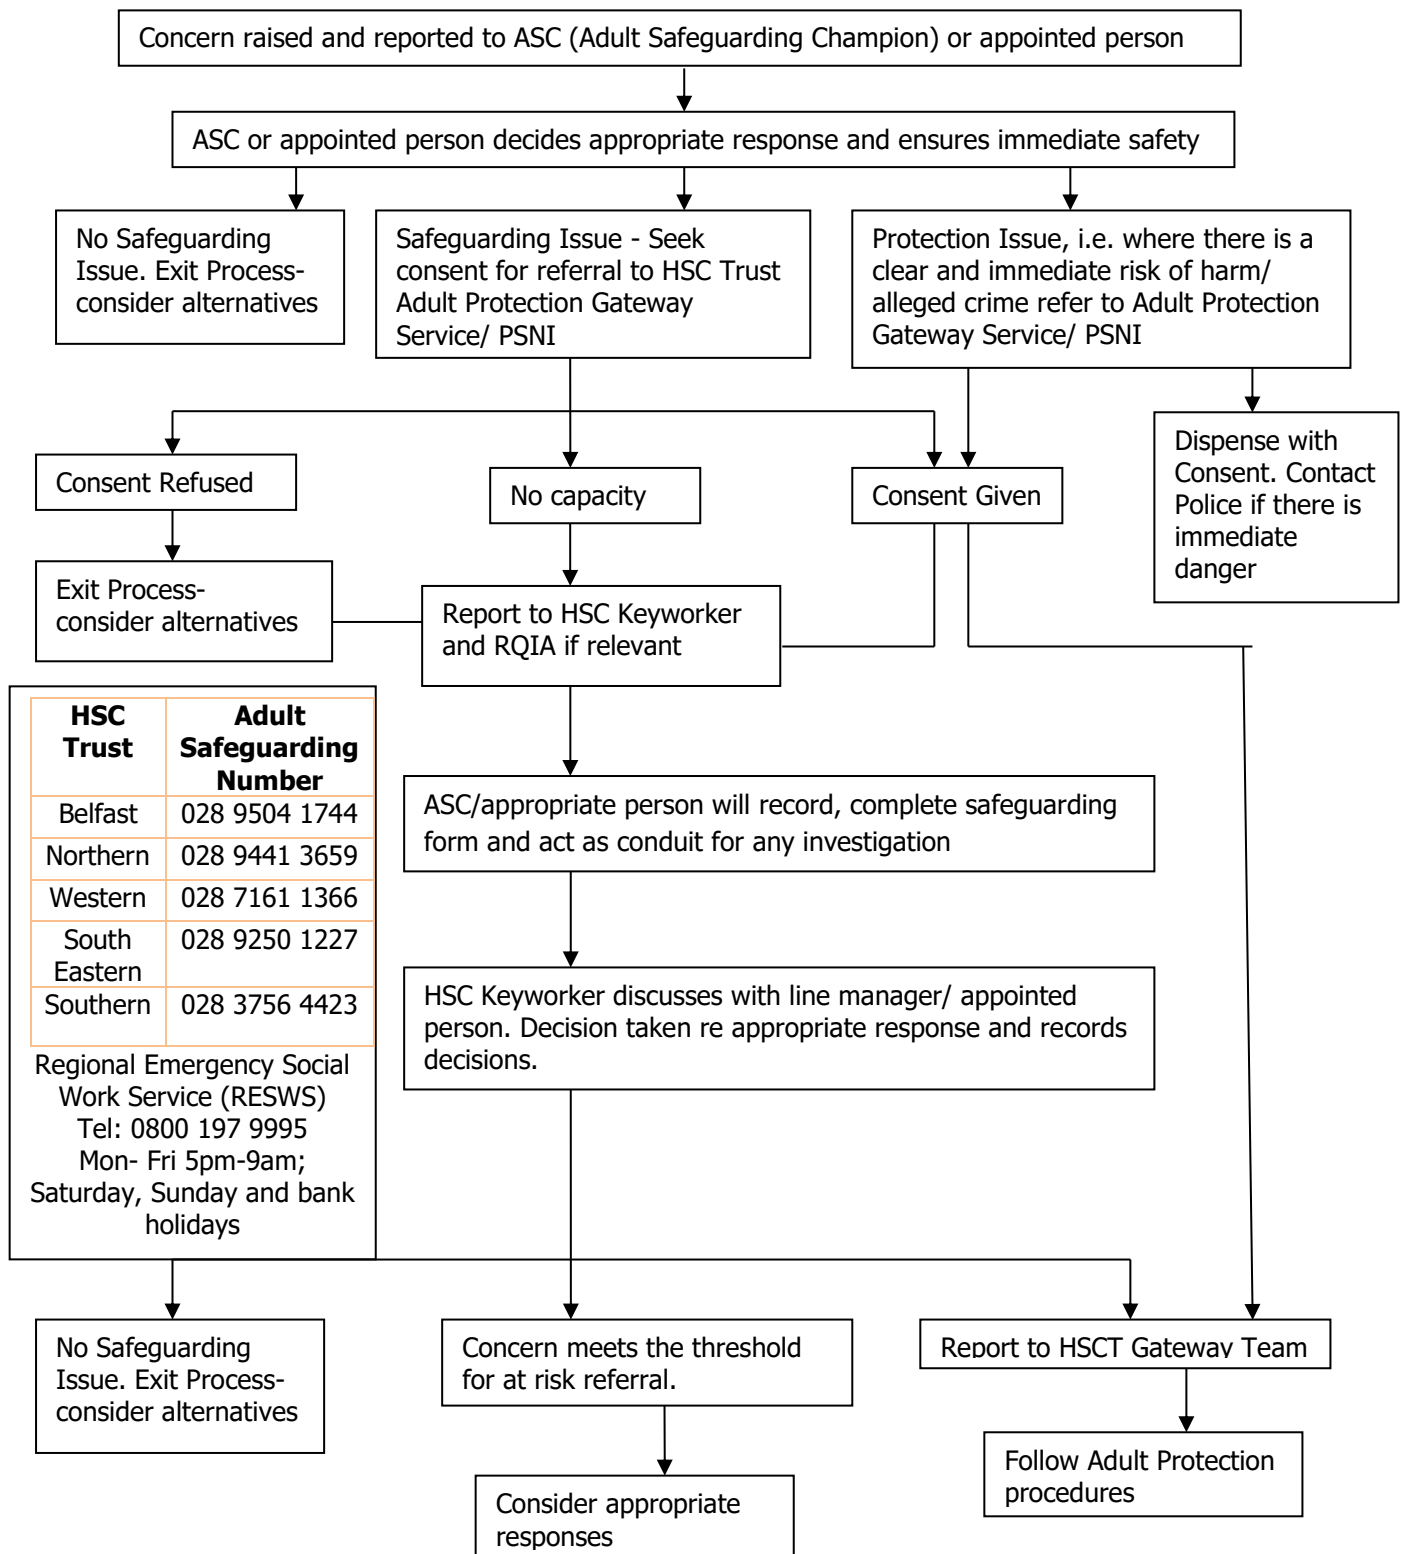 Concern raised and reported to ASC (Adult Safeguarding Champion) or appointed person
ASC or appointed person decides appropriate response and ensures immediate safety
No Safeguarding
Issue. Exit Process-
consider alternatives
Safeguarding Issue - Seek
consent for referral to HSC Trust
Adult Protection Gateway
Service/ PSNI
Protection Issue, i.e. where there is a
clear and immediate risk of harm/
alleged crime refer to Adult Protection
Gateway Service/ PSNI
Consent Refused
No capacity
Consent Given
Dispense with
Consent. Contact
Police if there is
immediate
danger
Exit Process-
consider alternatives
Report to HSC Keyworker
and RQIA if relevant
HSC
Trust
Adult
Safeguarding
Number
Belfast 028 9504 1744
Northern 028 9441 3659
Western 028 7161 1366
South 028 9250 1227
Eastern
Southern 028 3756 4423
Regional Emergency Social
Work Service (RESWS)
Tel: 0800 197 9995
Mon- Fri 5pm-9am;
Saturday, Sunday and bank
holidays
ASC/appropriate person will record, complete safeguarding
form and act as conduit for any investigation
HSC Keyworker discusses with line manager/ appointed
person. Decision taken re appropriate response and records
decisions.
No Safeguarding
Issue. Exit Process-
consider alternatives
Concern meets the threshold
for at risk referral.
Report to HSCT Gateway Team
Consider appropriate
responses
Follow Adult Protection
procedures